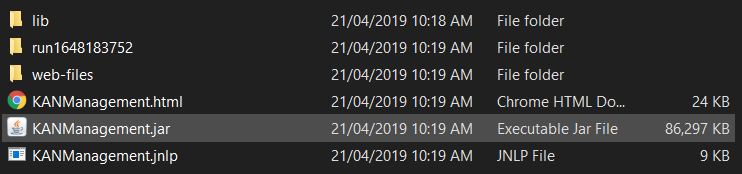 lib 21/04/2019 10:18 AM File folder
run1648183752 21/04/2019 10:19 AM File folder
web-files 21/04/2019 10:19 AM File folder
KANManagement.html 21/04/2019 10:19 AM Chrome HTML Do... 24 KB
KANManagement.jar 21/04/2019 10:19 AM Executable Jar File 86,297 KB
KANManagement.jnlp 21/04/2019 10:19 AM JNLP File 9 KB